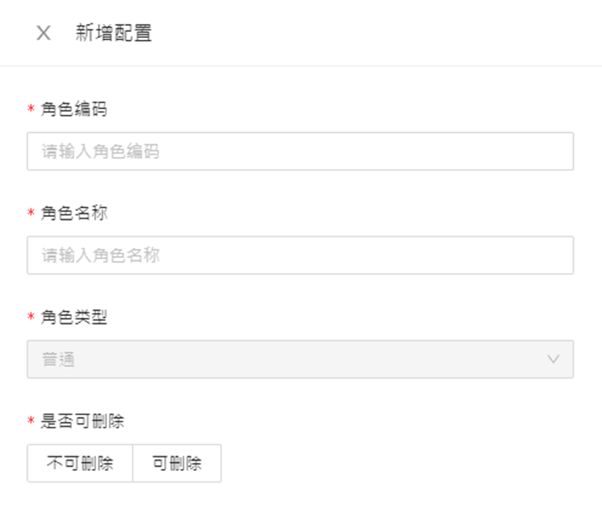 新增配置
* 角色编码
请输入角色编码
* 角色名称
请输入角色名称
* 角色类型
普通
* 是否可删除
不可删除 可删除